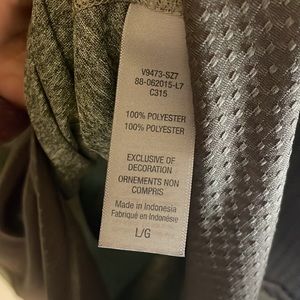 V9473-SZ7
88-062015-L7
C315
100% POLYESTER
100% POLYESTER
EXCLUSIVE OF
DECORATION
ORNEMENTS NON
COMPRIS
Made in Indonesia
Fabriqué en Indonésie
L/G